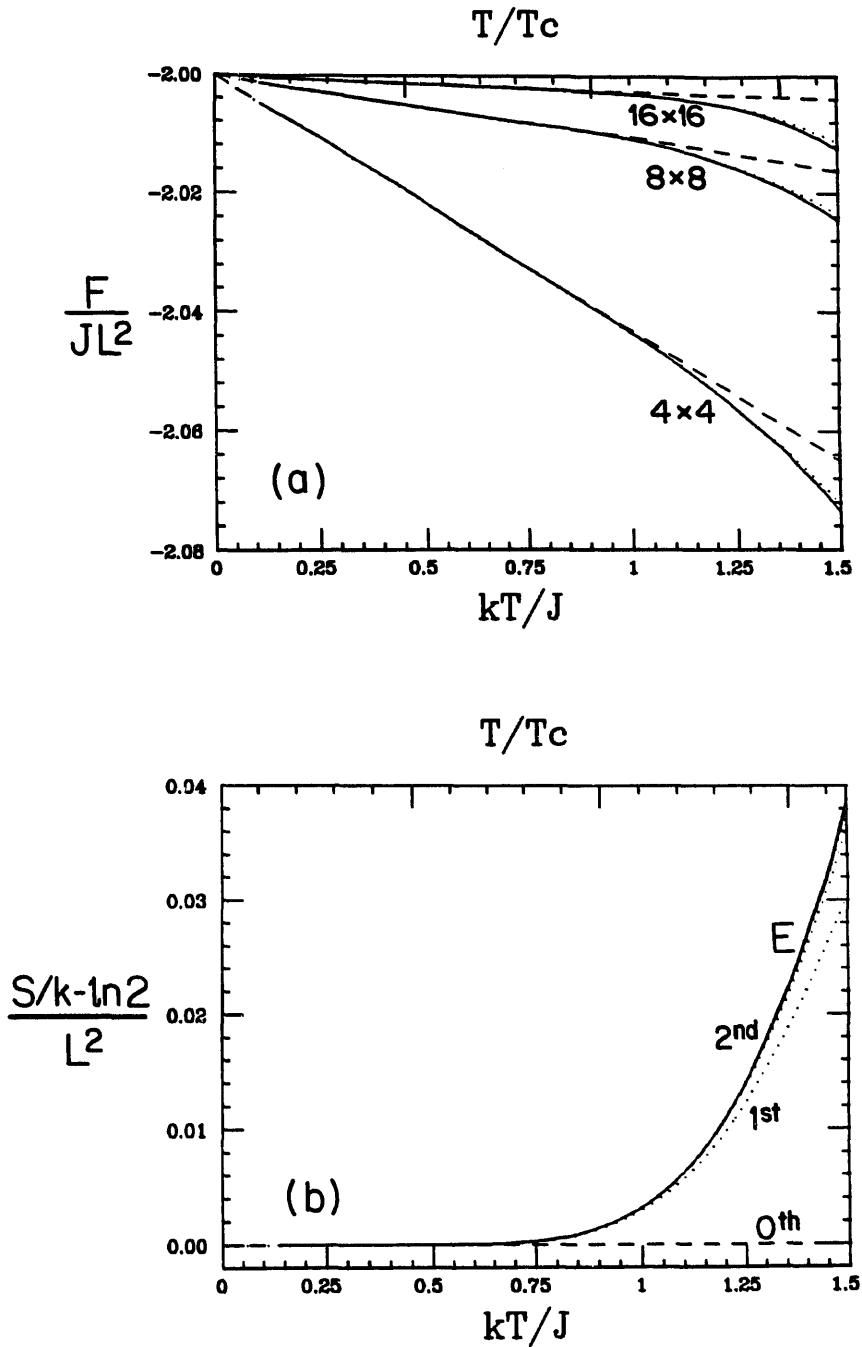 T/Tc
-2.00
16×16
8×8
-2.02
F
JL²
-2.04
4×4
-2.06
(a)
-2.08
0 0.25 0.5 0.75 1 1.25 1.5
kT/J
T/Tc
0.04
0.03
E
S/k-ln2
L²
0.02
2nd
1st
0.01
(b)
0th
0.00
0 0.25 0.5 0.75 1 1.25 1.5
kT/J